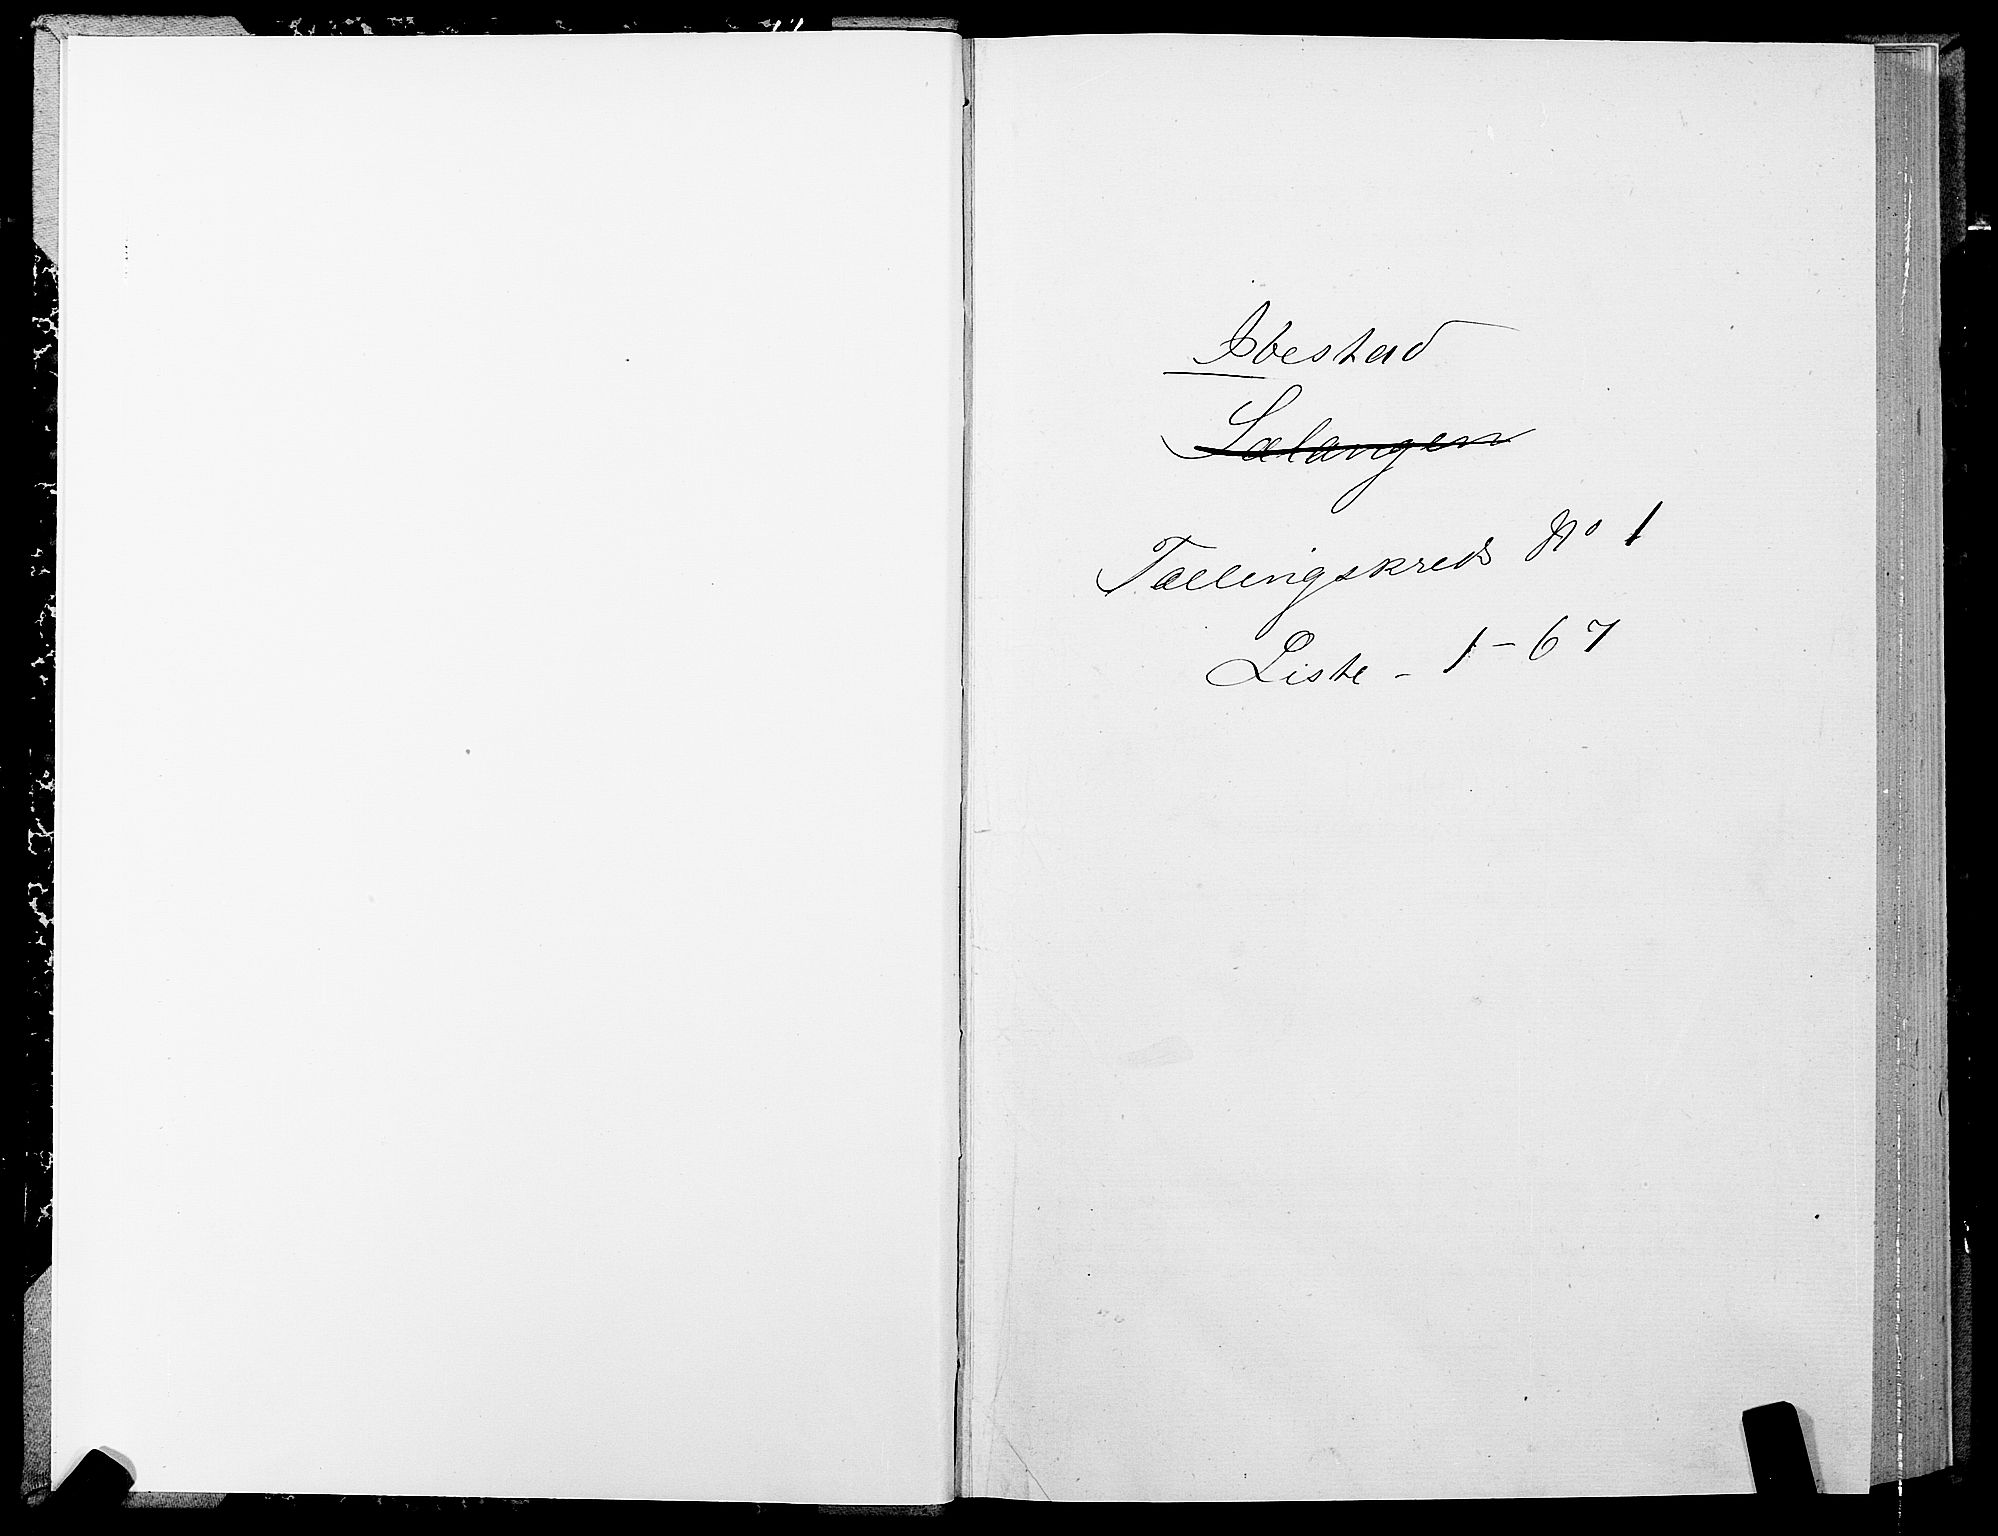 Ibestad
Salangen
Tællingskreds No 1
Liste - 1-67